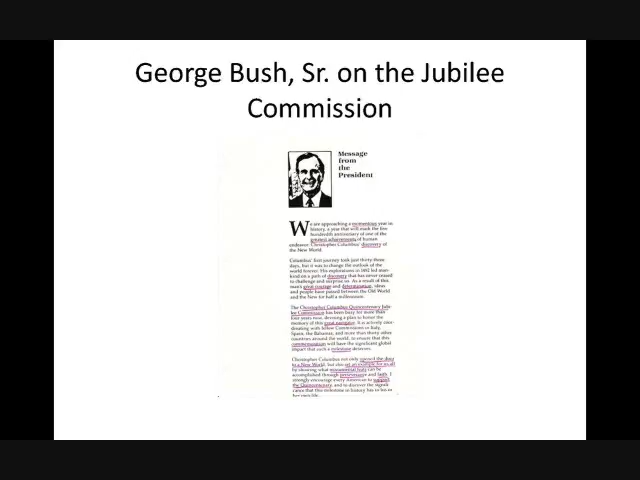 George Bush, Sr. on the Jubilee
Commission
Message
from
the
President
We are approaching a momentous year in
history, a year that will mark the five
hundredth anniversary of one of the
greatest achievements of human
endeavor: Christopher Columbus' discovery of
the New World.
Columbus' first journey took just thirty-three
days, but it was to change the outlook of the
world forever. His explorations in 1492 led man-
kind on a path of discovery that has never ceased
to challenge and surprise us. As a result of this
man's great courage and determination, ideas
and people have passed between the Old World
and the New for half a millennium.
The Christopher Columbus Quincentenary Jubi-
lee Commission has been busy for more than
four years now, devising a plan to honor the
memory of this great navigator. It is actively coor-
dinating with fellow Commissions in Italy,
Spain, the Bahamas, and more than thirty other
countries around the world, to ensure that this
commemoration will have the significant global
impact that such a milestone deserves.
Christopher Columbus not only opened the door
to a New World, but also set an example for us all
by showing what monumental feats can be
accomplished through perseverance and faith. I
strongly encourage every American to support
the Quincentenary, and to discover the signifi-
cance that this milestone in history has in his or
her own life.